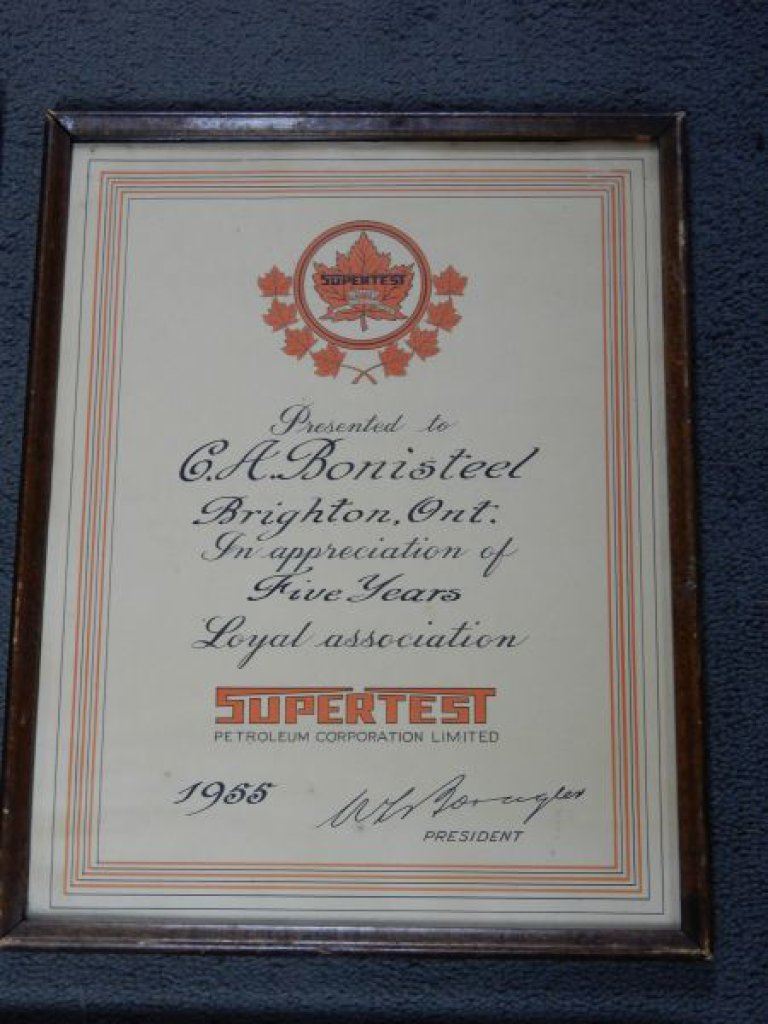 SUPERTEST
Presented to
C.A. Bonisteel
Brighton, Ont.
In appreciation of
Five Years
Loyal association
SUPERTEST
PETROLEUM CORPORATION LIMITED
1955
PRESIDENT